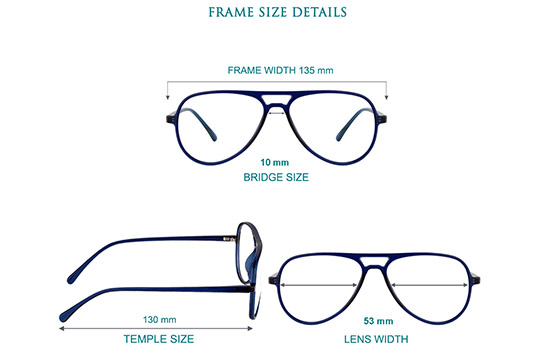 FRAME SIZE DETAILS
FRAME WIDTH 135 mm
10 mm
BRIDGE SIZE
130 mm
TEMPLE SIZE
53 mm
LENS WIDTH